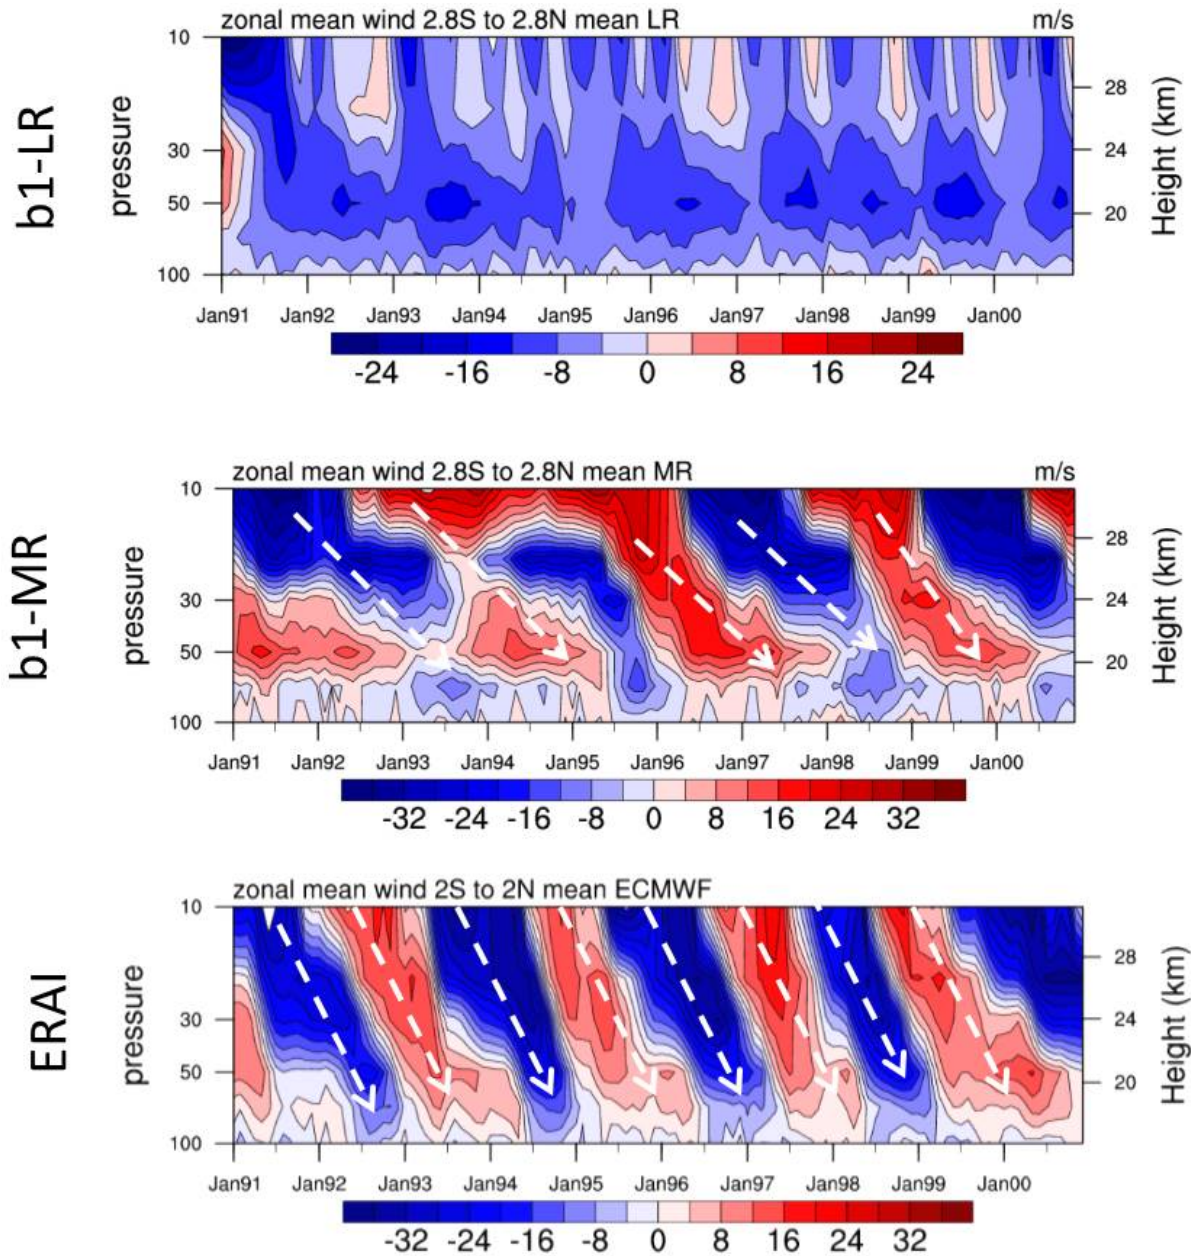 zonal mean wind 2.8S to 2.8N mean LR m/s
b1-LR
pressure
10
30
50
100
28
24
20
Height (km)
Jan91 Jan92 Jan93 Jan94 Jan95 Jan96 Jan97 Jan98 Jan99 Jan00
-24 -16 -8 0 8 16 24
zonal mean wind 2.8S to 2.8N mean MR m/s
b1-MR
pressure
10
30
50
100
28
24
20
Height (km)
Jan91 Jan92 Jan93 Jan94 Jan95 Jan96 Jan97 Jan98 Jan99 Jan00
-32 -24 -16 -8 0 8 16 24 32
zonal mean wind 2S to 2N mean ECMWF
ERAI
pressure
10
30
50
100
28
24
20
Height (km)
Jan91 Jan92 Jan93 Jan94 Jan95 Jan96 Jan97 Jan98 Jan99 Jan00
-32 -24 -16 -8 0 8 16 24 32